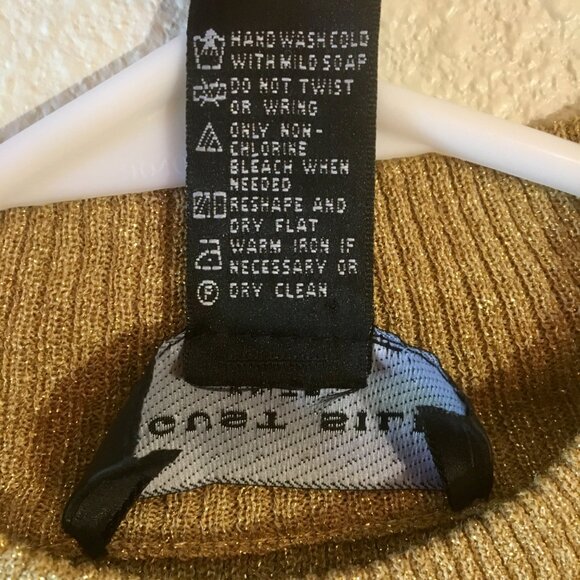 HAND WASH COLD
WITH MILD SOAP
DO NOT TWIST
OR WRING
ONLY NON-
CHLORINE
BLEACH WHEN
NEEDED
RESHAPE AND
DRY FLAT
WARM IRON IF
NECESSARY OR
P DRY CLEAN